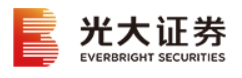 光大证券
EVERBRIGHT SECURITIES